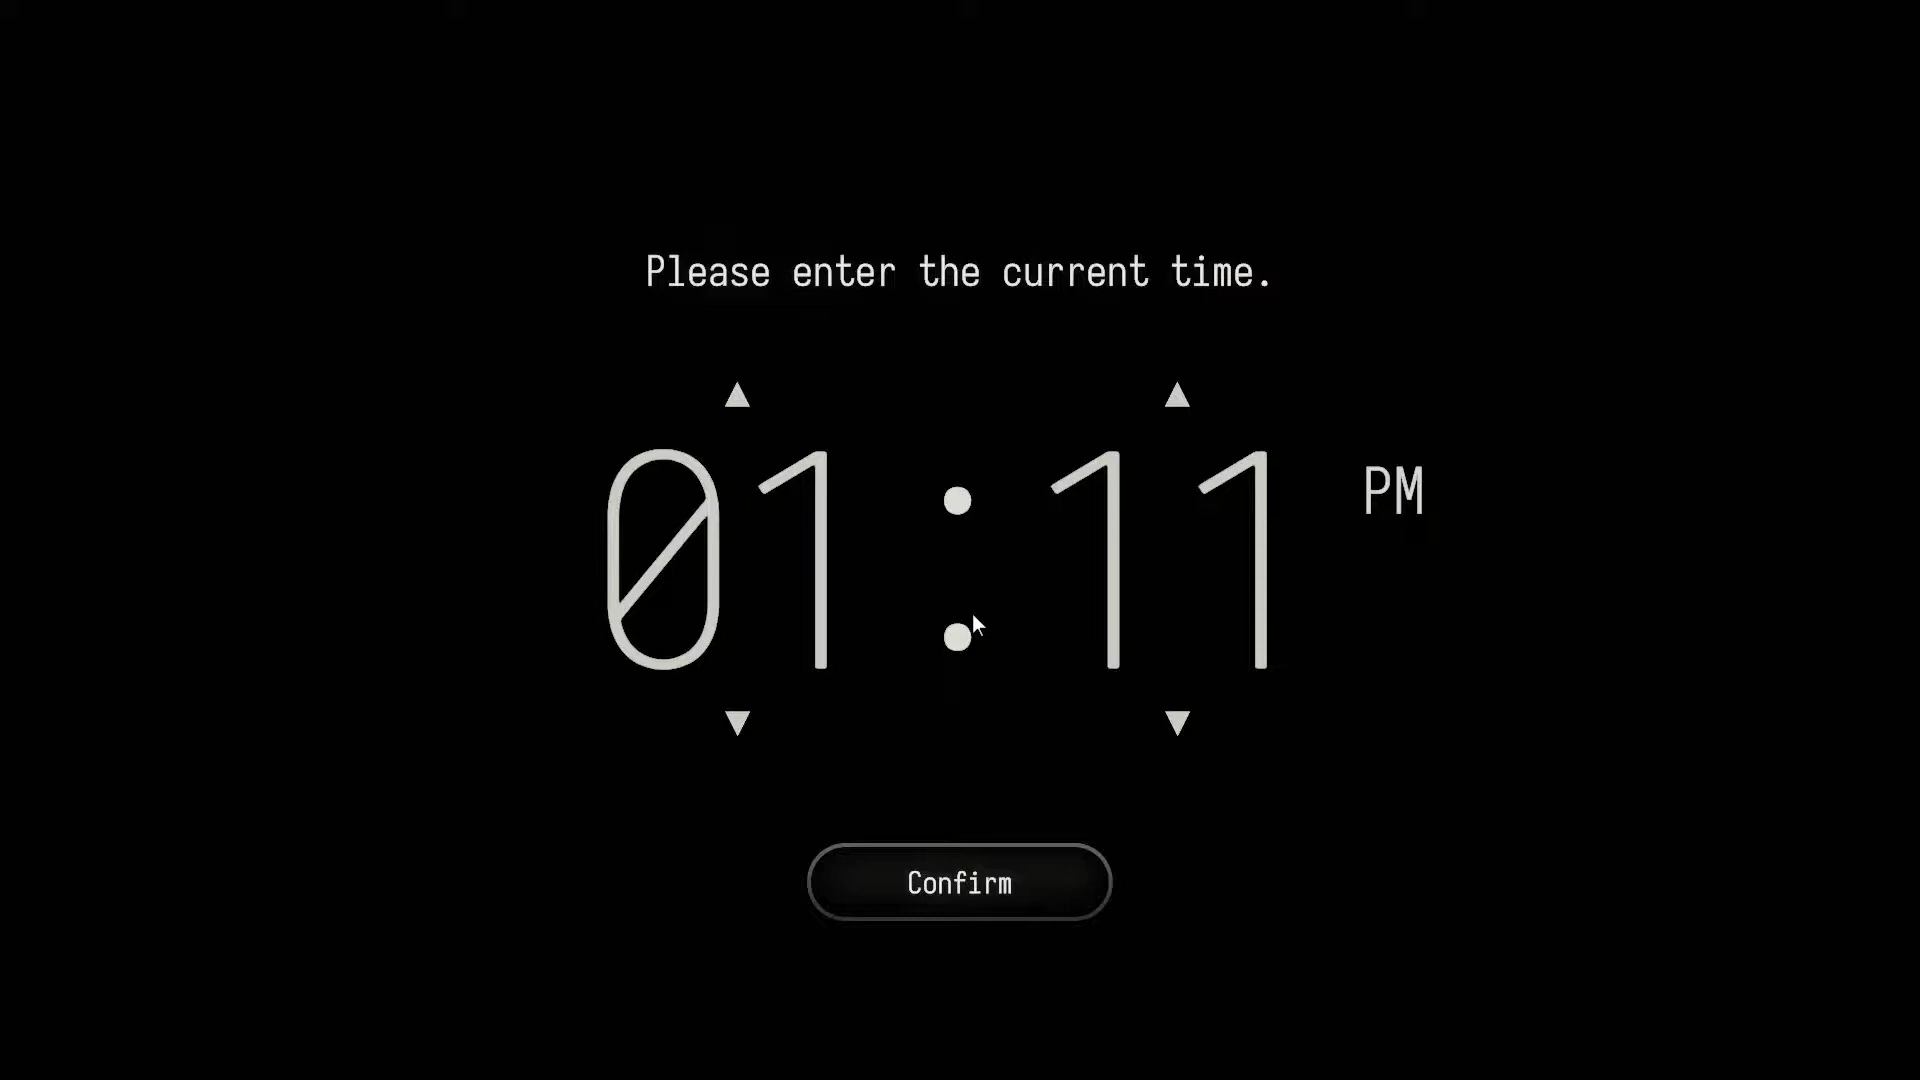 Please enter the current time.
▲ ▲
01:11 PM
▼ ▼
Confirm